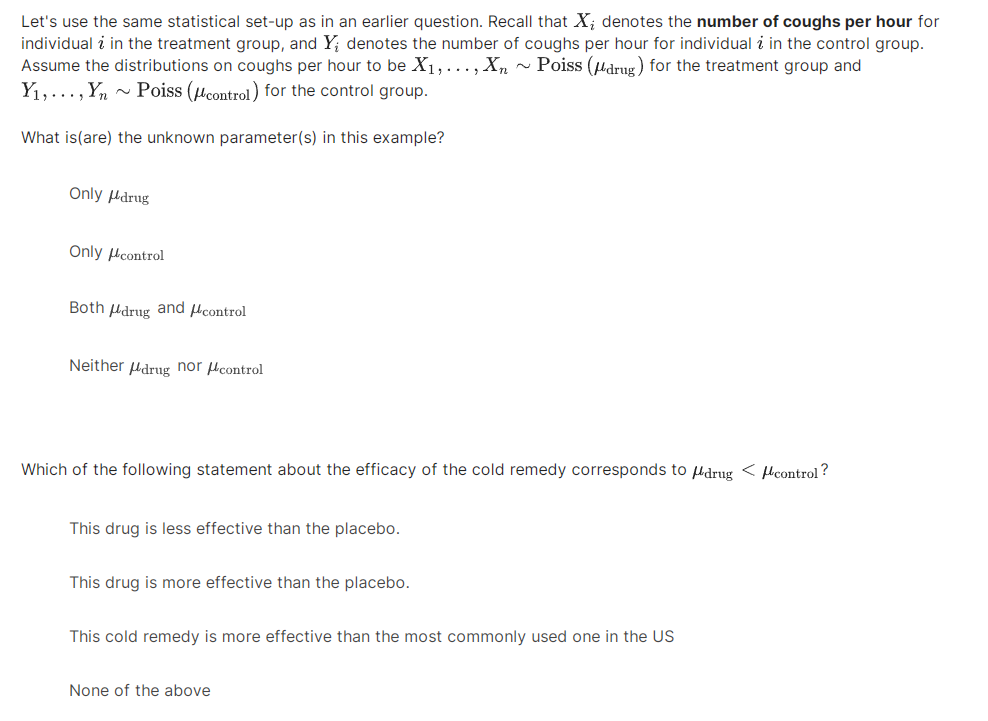 Let's use the same statistical set-up as in an earlier question. Recall that $X_i$ denotes the number of coughs per hour for
individual $i$ in the treatment group, and $Y_i$ denotes the number of coughs per hour for individual $i$ in the control group.
Assume the distributions on coughs per hour to be $X_1, \ldots, X_n \sim \text{Poiss}(\mu_{\text{drug}})$ for the treatment group and
$Y_1, \ldots, Y_n \sim \text{Poiss}(\mu_{\text{control}})$ for the control group.
What is(are) the unknown parameter(s) in this example?
Only $\mu_{\text{drug}}$
Only $\mu_{\text{control}}$
Both $\mu_{\text{drug}}$ and $\mu_{\text{control}}$
Neither $\mu_{\text{drug}}$ nor $\mu_{\text{control}}$
Which of the following statement about the efficacy of the cold remedy corresponds to $\mu_{\text{drug}} < \mu_{\text{control}}$?
This drug is less effective than the placebo.
This drug is more effective than the placebo.
This cold remedy is more effective than the most commonly used one in the US
None of the above